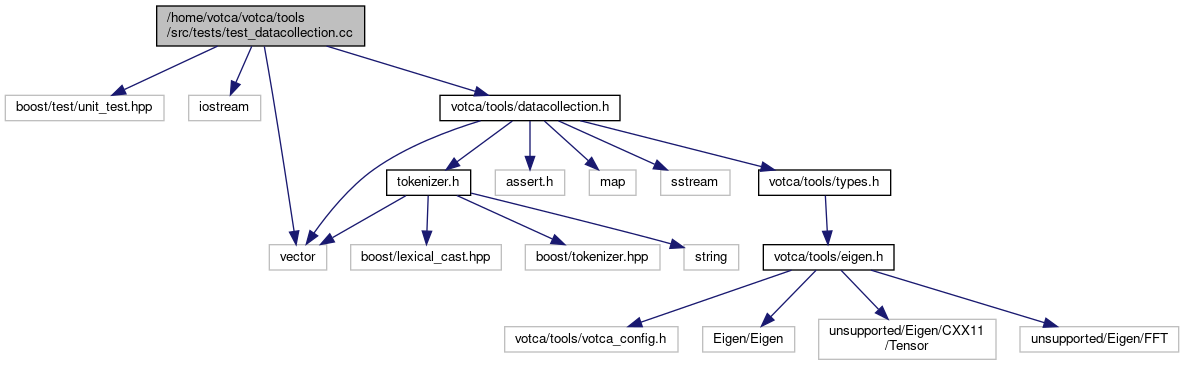 /home/votca/votca/tools
/src/tests/test_datacollection.cc
boost/test/unit_test.hpp
iostream
votca/tools/datacollection.h
tokenizer.h
assert.h
map
sstream
votca/tools/types.h
vector
boost/lexical_cast.hpp
boost/tokenizer.hpp
string
votca/tools/eigen.h
votca/tools/votca_config.h
Eigen/Eigen
unsupported/Eigen/CXX11
/Tensor
unsupported/Eigen/FFT